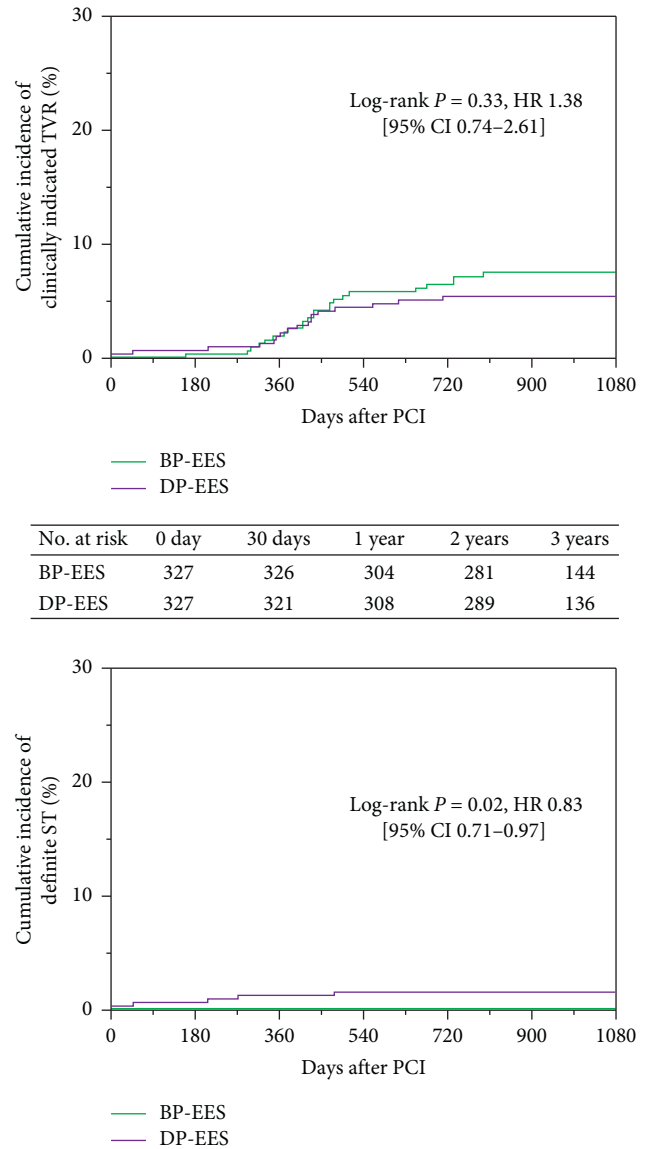 30
20
10
0
Cumulative incidence of
clinically indicated TVR (%)
Log-rank P = 0.33, HR 1.38
[95% CI 0.74–2.61]
0 180 360 540 720 900 1080
Days after PCI
BP-EES
DP-EES
No. at risk 0 day 30 days 1 year 2 years 3 years
BP-EES 327 326 304 281 144
DP-EES 327 321 308 289 136
30
20
10
0
Cumulative incidence of
definite ST (%)
Log-rank P = 0.02, HR 0.83
[95% CI 0.71–0.97]
0 180 360 540 720 900 1080
Days after PCI
BP-EES
DP-EES